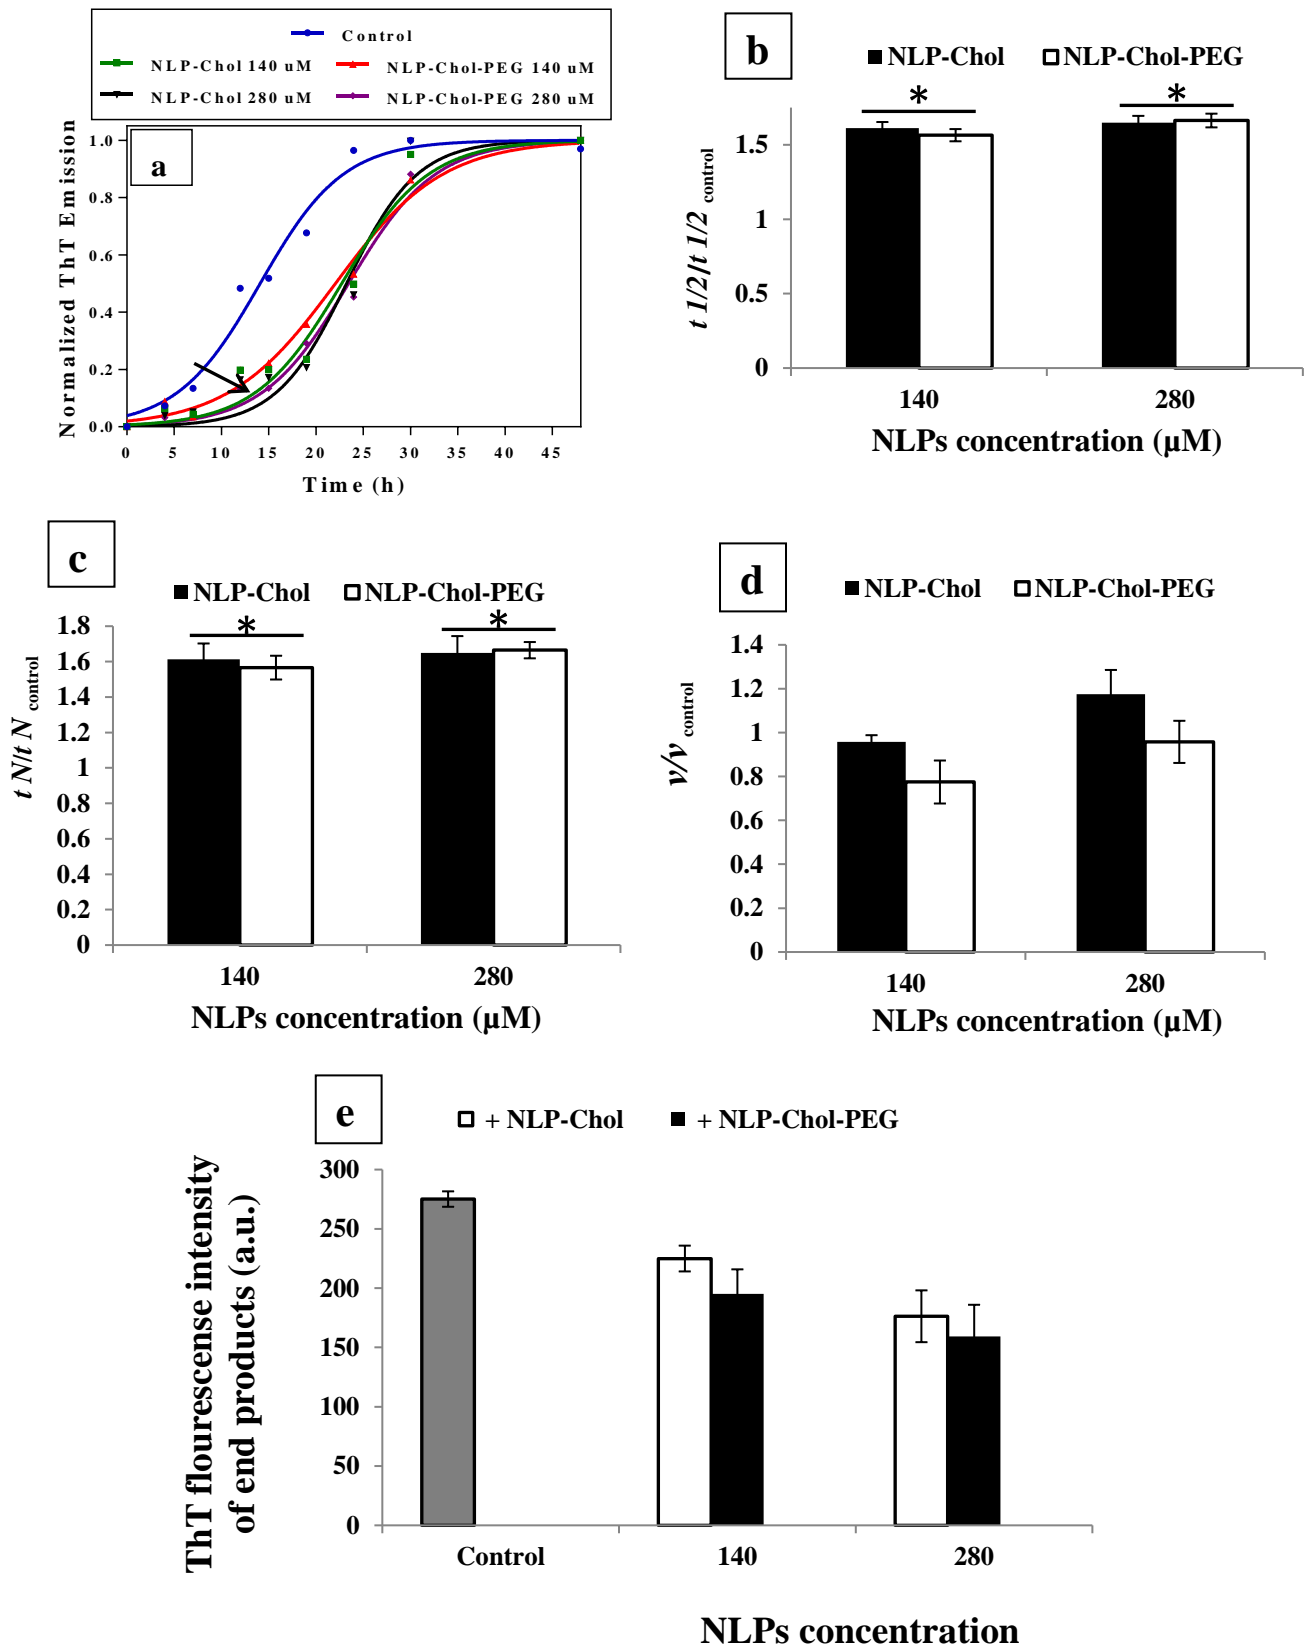 Control
NLP-Chol 140 uM NLP-Chol-PEG 140 uM
NLP-Chol 280 uM NLP-Chol-PEG 280 uM
a
Normalized ThT Emission
1.0
0.8
0.6
0.4
0.2
0.0
0 5 10 15 20 25 30 35 40 45
Time (h)
b
NLP-Chol NLP-Chol-PEG
* *
t 1/2/t 1/2 control
1.5
1
0.5
0
140 280
NLPs concentration (µM)
c
NLP-Chol NLP-Chol-PEG
* *
t N/t N control
1.8
1.6
1.4
1.2
1
0.8
0.6
0.4
0.2
0
140 280
NLPs concentration (µM)
d
NLP-Chol NLP-Chol-PEG
v/v control
1.4
1.2
1
0.8
0.6
0.4
0.2
0
140 280
NLPs concentration (µM)
e
+ NLP-Chol + NLP-Chol-PEG
ThT flourescense intensity
of end products (a.u.)
300
250
200
150
100
50
0
Control 140 280
NLPs concentration